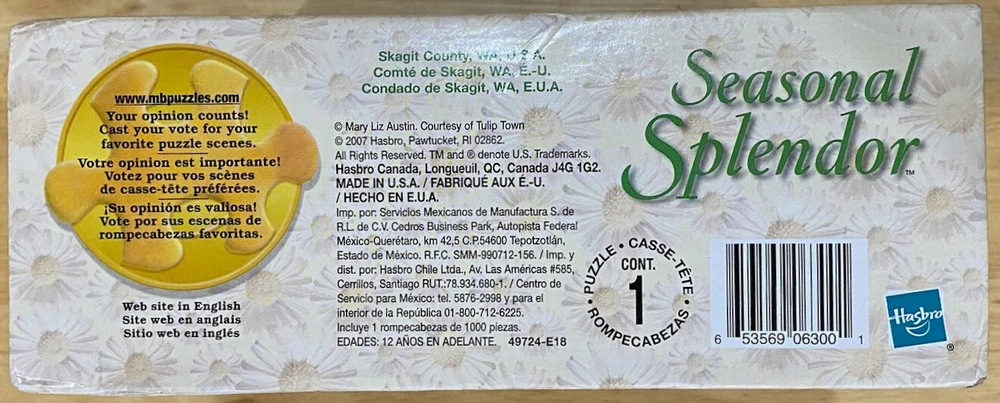 www.mbpuzzles.com
Your opinion counts!
Cast your vote for your
favorite puzzle scenes.
Votre opinion est importante!
Votez pour vos scènes
de casse-tête préférées.
¡Su opinión es valiosa!
Vote por sus escenas de
rompecabezas favoritas.
Web site in English
Site web en anglais
Sitio web en inglés
Skagit County, WA, U.S.A.
Comté de Skagit, WA, É.-U.
Condado de Skagit, WA, E.U.A.
© Mary Liz Austin. Courtesy of Tulip Town
© 2007 Hasbro, Pawtucket, RI 02862.
All Rights Reserved. TM and ® denote U.S. Trademarks.
Hasbro Canada, Longueuil, QC, Canada J4G 1G2.
MADE IN U.S.A. / FABRIQUÉ AUX É.-U.
/ HECHO EN E.U.A.
Imp. por: Servicios Mexicanos de Manufactura S. de
R.L. de C.V. Cedros Business Park, Autopista Federal
México-Querétaro, km 42,5 C.P.54600 Tepotzotlán,
Estado de México. R.F.C. SMM-990712-156. / Imp. y
dist. por: Hasbro Chile Ltda., Av. Las Américas #585,
Cerrillos, Santiago RUT.:78.934.680-1. / Centro de
Servicio para México: tel. 5876-2998 y para el
interior de la República 01-800-712-6225.
Incluye 1 rompecabezas de 1000 piezas.
EDADES: 12 AÑOS EN ADELANTE. 49724-E18
Seasonal
Splendor™
PUZZLE • CASSE-TÊTE • ROMPECABEZAS •
CONT.
1
6 53569 06300 1
Hasbro
®